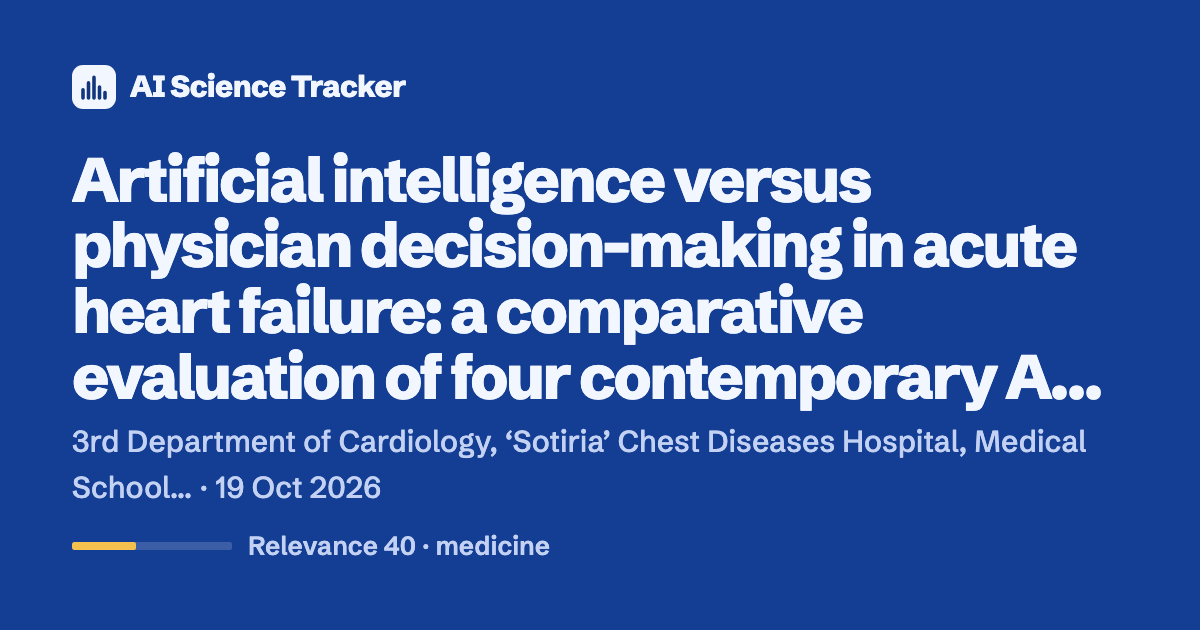 AI Science Tracker
Artificial intelligence versus
physician decision-making in acute
heart failure: a comparative
evaluation of four contemporary A...
3rd Department of Cardiology, ‘Sotiria’ Chest Diseases Hospital, Medical
School... · 19 Oct 2026
Relevance 40 · medicine